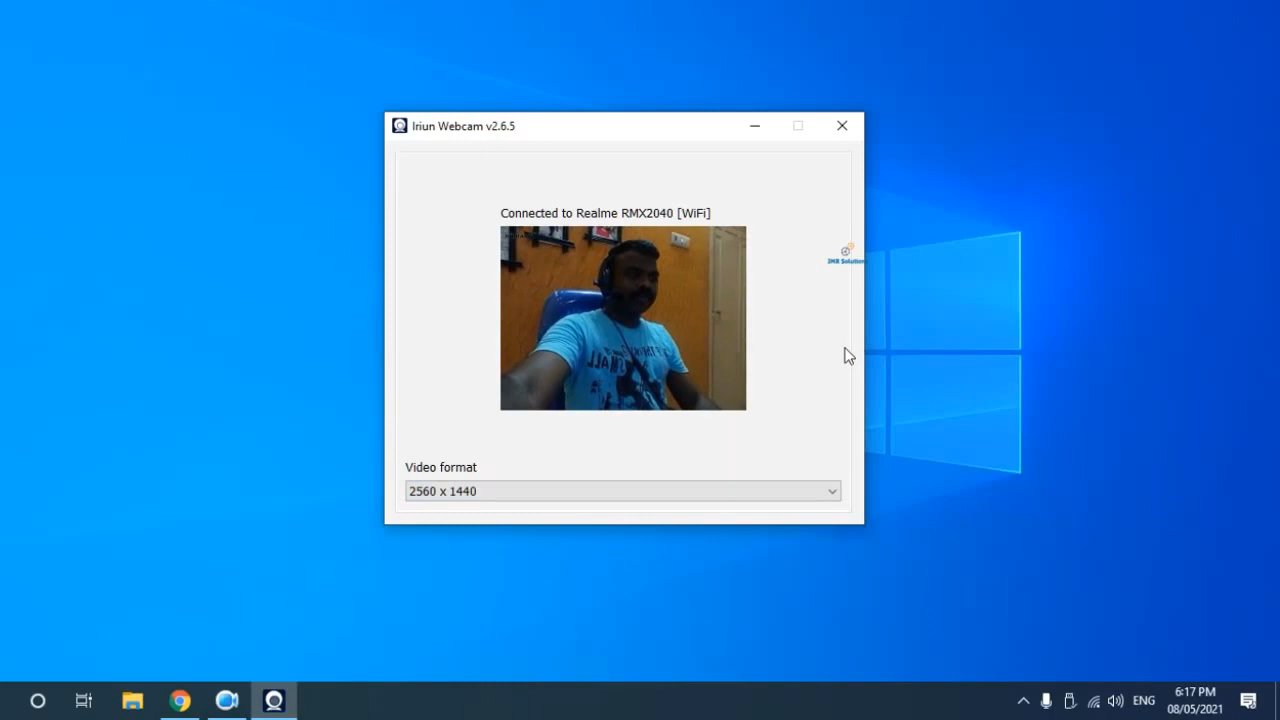 Iriun Webcam v2.6.5
Connected to Realme RMX2040 [WiFi]
Video format
2560 x 1440
ENG
6:17 PM
08/05/2021